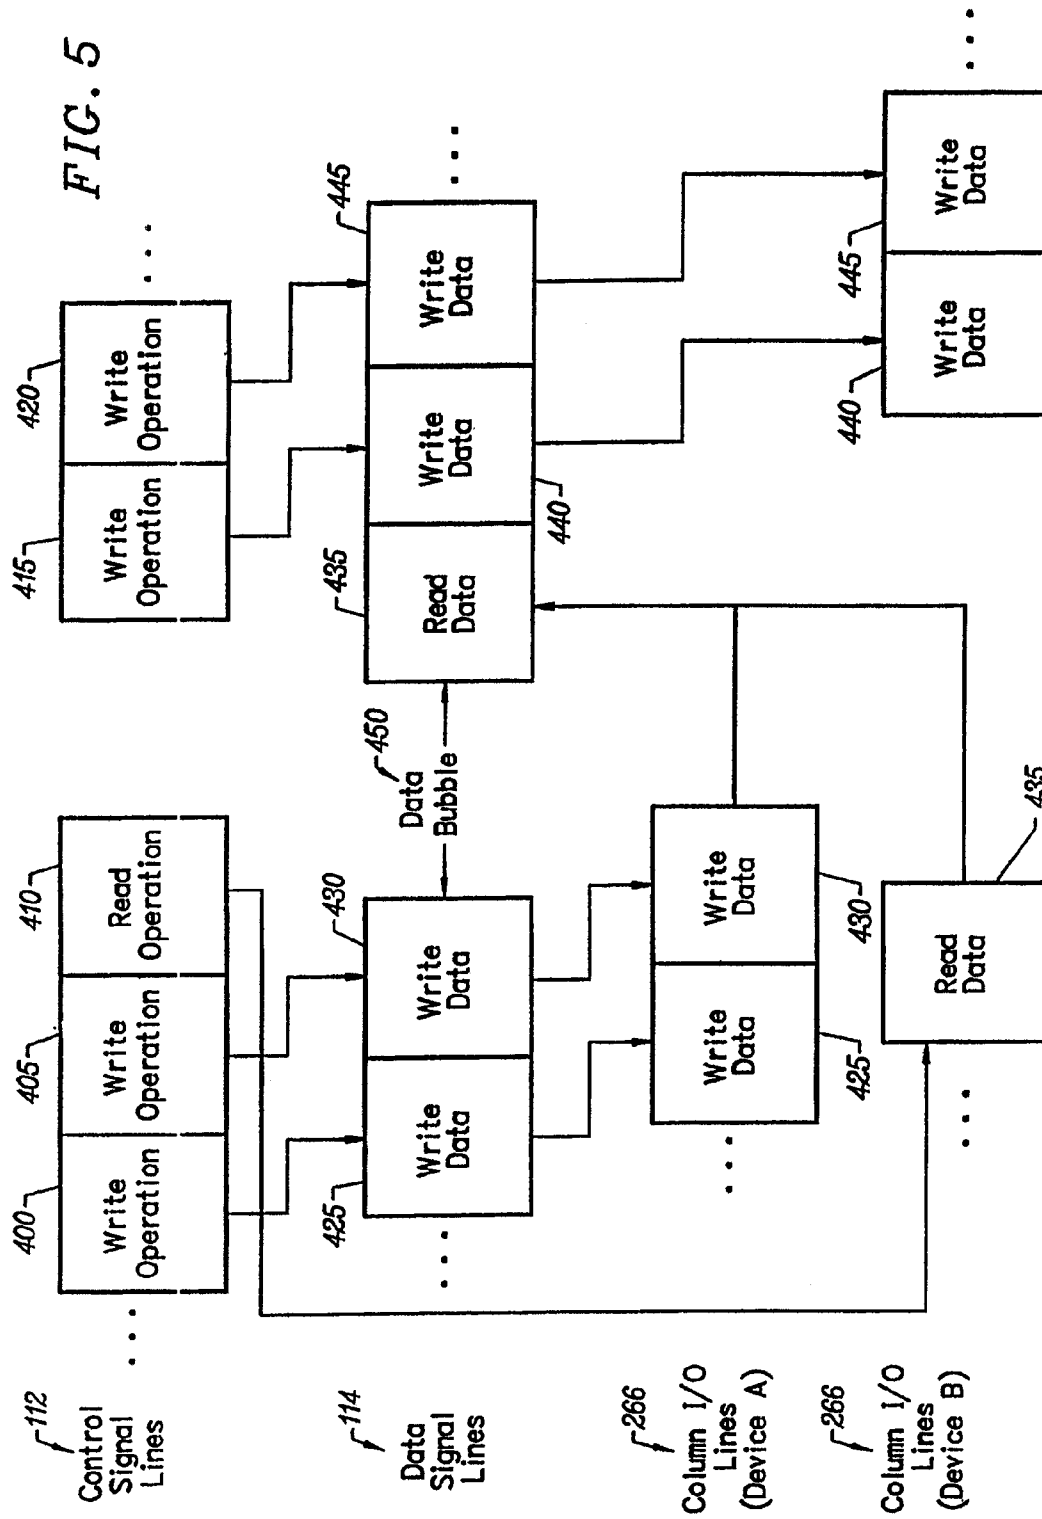 FIG. 5
112
Control
Signal
Lines
400
Write
Operation
405
Write
Operation
410
Read
Operation
415
Write
Operation
420
Write
Operation
...
...
114
Data
Signal
Lines
...
425
Write
Data
430
Write
Data
Data
Bubble
450
435
Read
Data
440
Write
Data
445
Write
Data
...
266
Column I/O
Lines
(Device A)
...
425
Write
Data
430
Write
Data
266
Column I/O
Lines
(Device B)
...
435
Read
Data
440
Write
Data
445
Write
Data
...